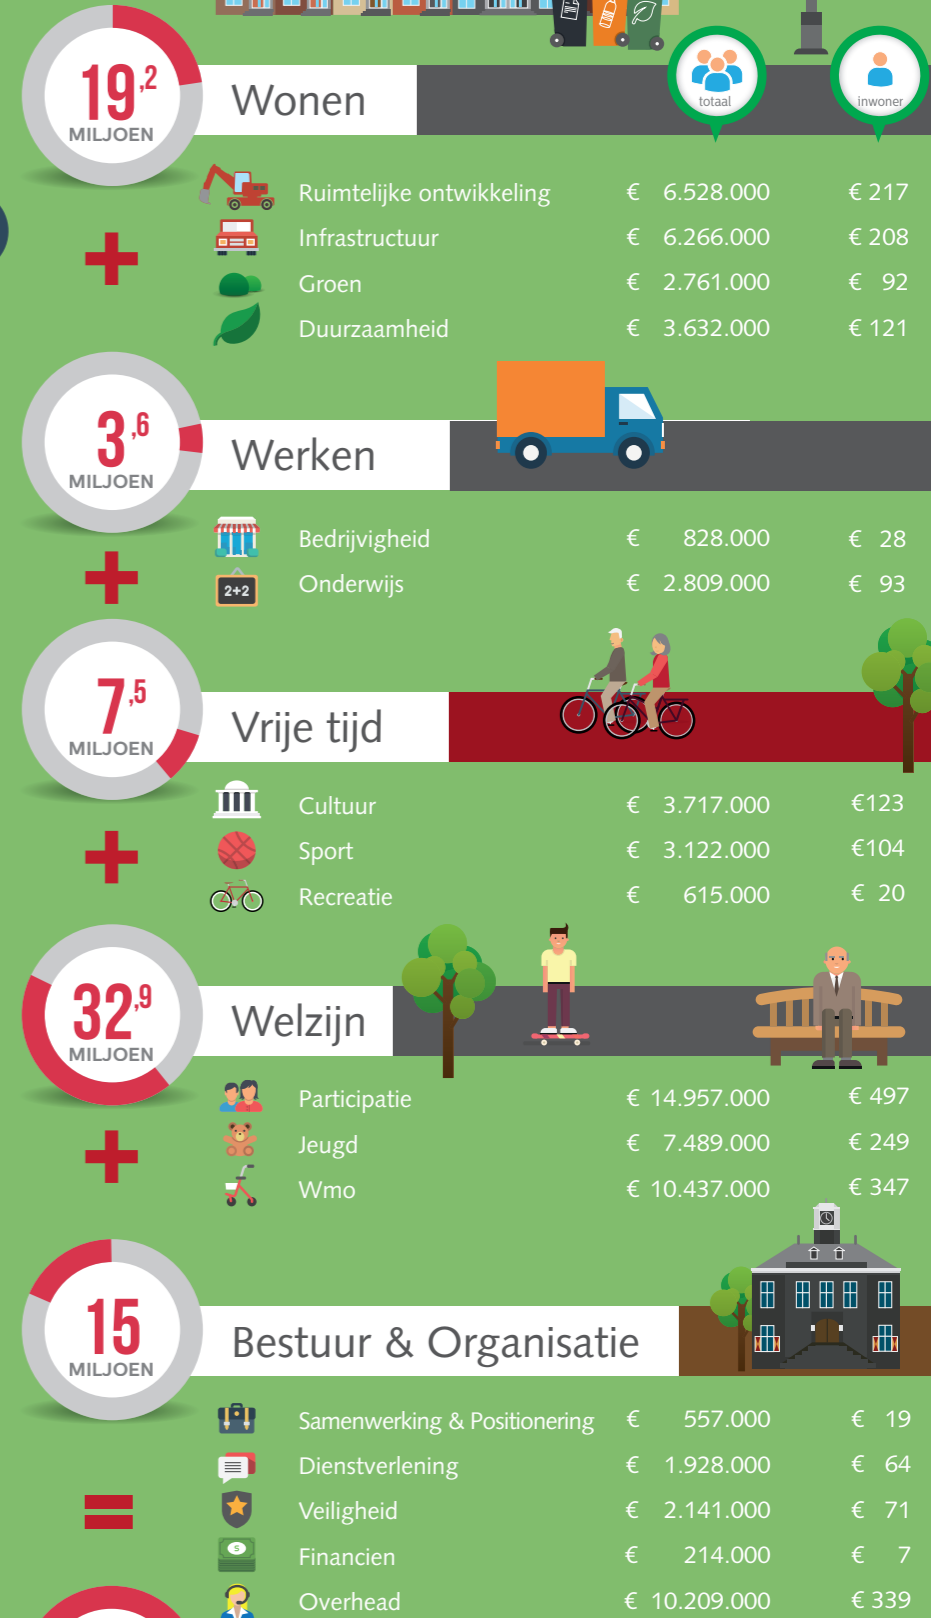 totaal
inwoner
19,2
MILJOEN
Wonen
Ruimtelijke ontwikkeling € 6.528.000 € 217
Infrastructuur € 6.266.000 € 208
Groen € 2.761.000 € 92
Duurzaamheid € 3.632.000 € 121
3,6
MILJOEN
Werken
Bedrijvigheid € 828.000 € 28
2+2
Onderwijs € 2.809.000 € 93
7,5
MILJOEN
Vrije tijd
Cultuur € 3.717.000 €123
Sport € 3.122.000 €104
Recreatie € 615.000 € 20
32,9
MILJOEN
Welzijn
Participatie € 14.957.000 € 497
Jeugd € 7.489.000 € 249
Wmo € 10.437.000 € 347
15
MILJOEN
Bestuur & Organisatie
Samenwerking & Positionering € 557.000 € 19
Dienstverlening € 1.928.000 € 64
Veiligheid € 2.141.000 € 71
Financien € 214.000 € 7
Overhead € 10.209.000 € 339